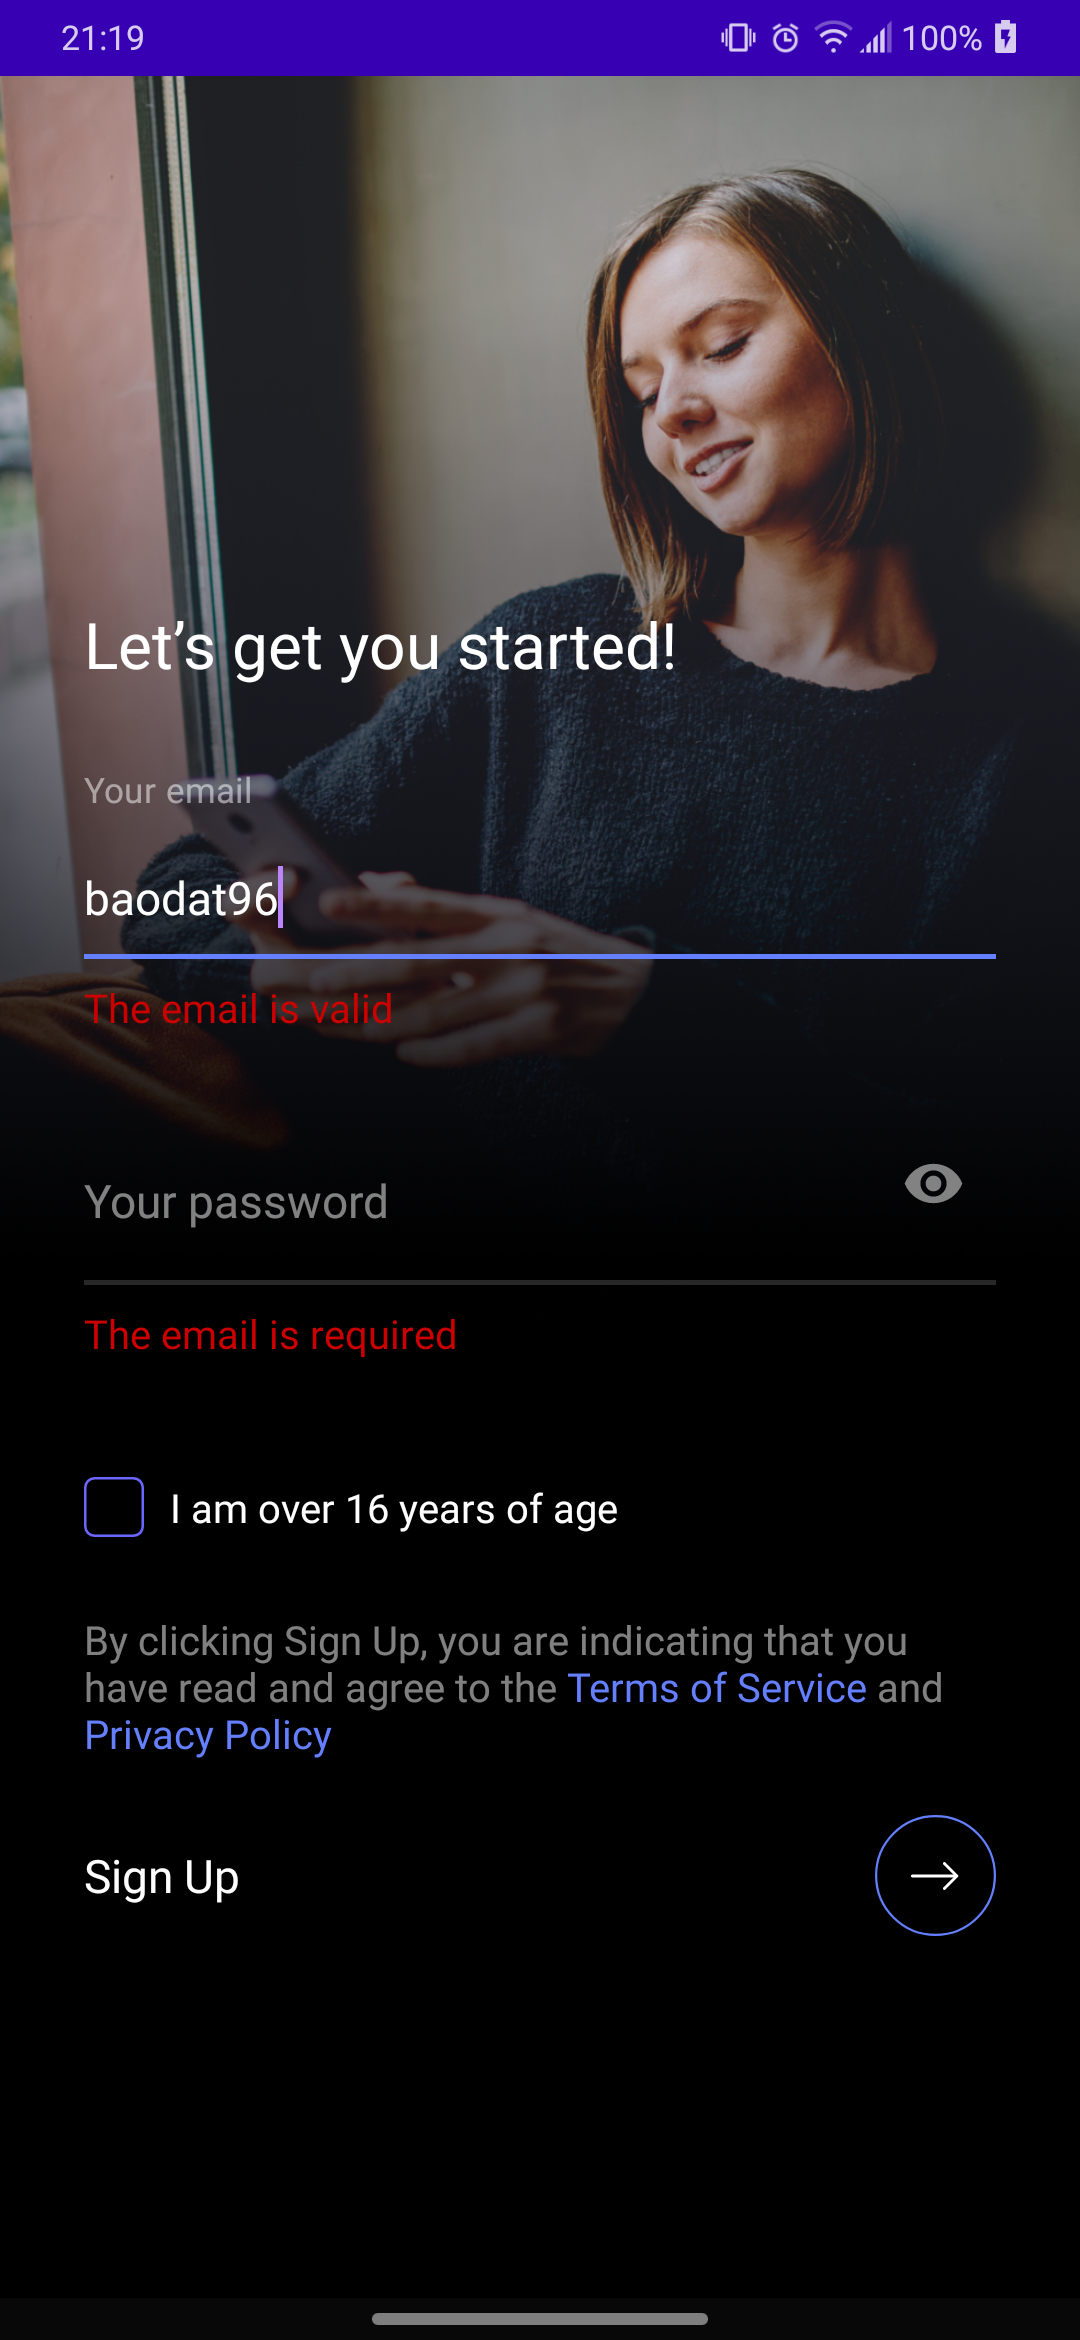 21:19
100%
Let’s get you started!
Your email
baodat96
The email is valid
Your password
The email is required
I am over 16 years of age
By clicking Sign Up, you are indicating that you
have read and agree to the Terms of Service and
Privacy Policy
Sign Up